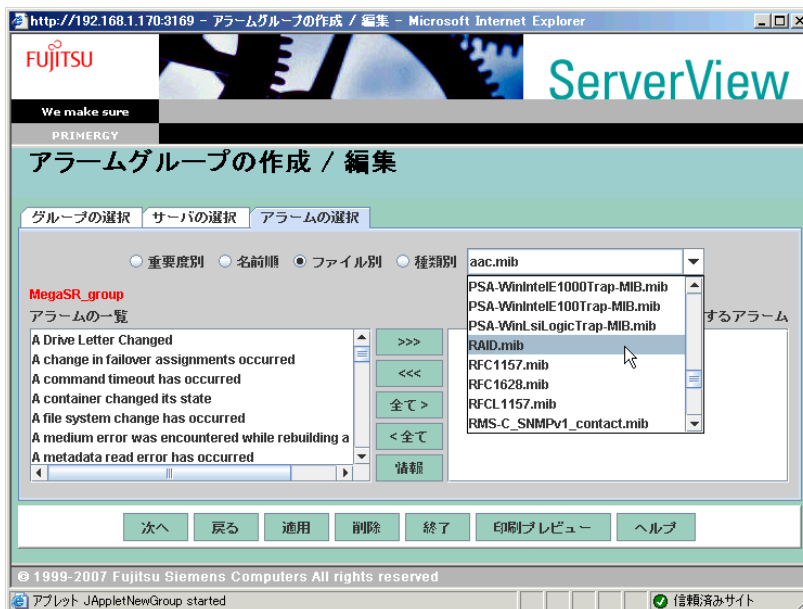 http://192.168.1.170:3169 - アラームグループの作成 / 編集 - Microsoft Internet Explorer
FUJITSU
ServerView
We make sure
PRIMERGY
アラームグループの作成 / 編集
グループの選択 サーバの選択 アラームの選択
重要度別 名前順 ファイル別 種類別 aac.mib
PSA-WinIntelE1000Trap-MIB.mib
PSA-WinIntelE100Trap-MIB.mib
PSA-WinLsiLogicTrap-MIB.mib
RAID.mib
RFC1157.mib
RFC1628.mib
RFCL1157.mib
RMS-C_SNMPv1_contact.mib
MegaSR_group
アラームの一覧
するアラーム
A Drive Letter Changed
A change in failover assignments occurred
A command timeout has occurred
A container changed its state
A file system change has occurred
A medium error was encountered while rebuilding a
A metadata read error has occurred
>>>
<<<
全て >
< 全て
情報
次へ 戻る 適用 削除 終了 印刷プレビュー ヘルプ
© 1999-2007 Fujitsu Siemens Computers All rights reserved
アプレット JAppletNewGroup started 信頼済みサイト